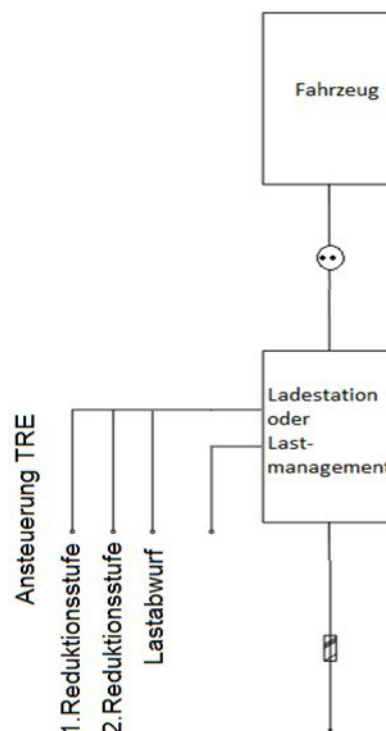 Fahrzeug
Ladestation
oder
Last-
management
Ansteuerung TRE
1.Reduktionsstufe
2.Reduktionsstufe
Lastabwurf